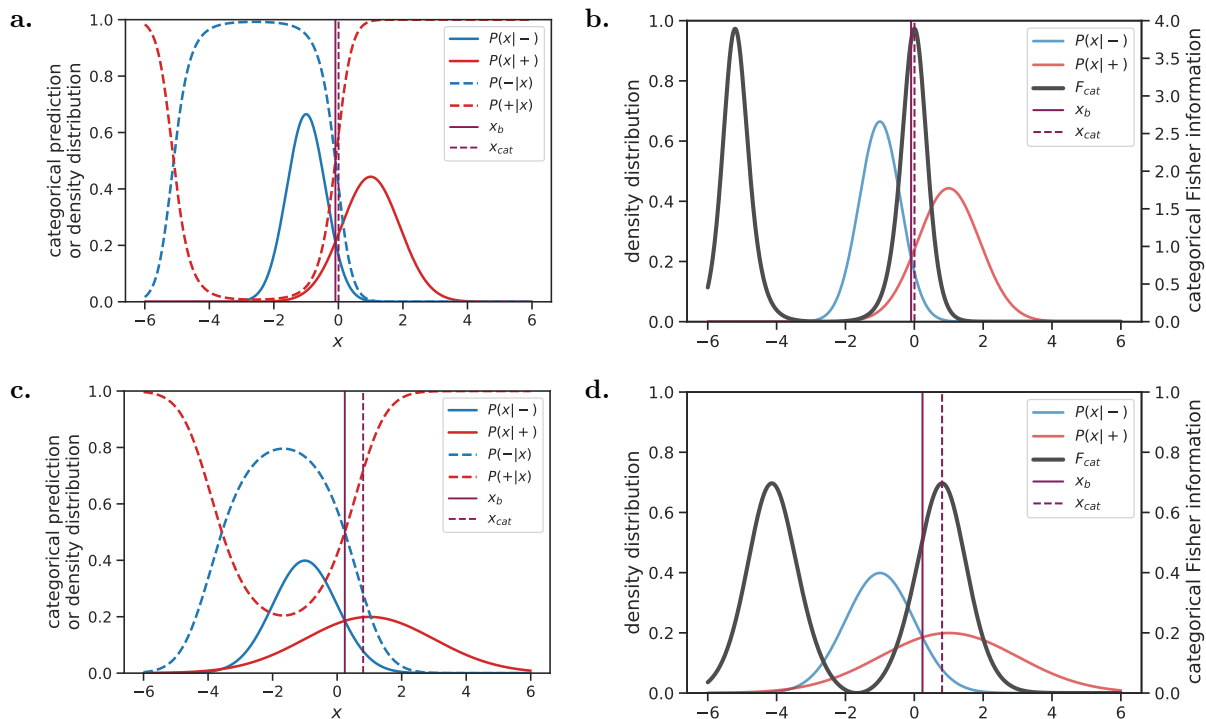 a.
categorical prediction
or density distribution
1.0
0.8
0.6
0.4
0.2
0.0
−6 −4 −2 0 2 4 6
x
P(x| −)
P(x| +)
P(−|x)
P(+|x)
x_b
x_cat
b.
density distribution
1.0
0.8
0.6
0.4
0.2
0.0
−6 −4 −2 0 2 4 6
P(x| −)
P(x| +)
F_cat
x_b
x_cat
4.0
3.5
3.0
2.5
2.0
1.5
1.0
0.5
0.0
categorical Fisher information
c.
categorical prediction
or density distribution
1.0
0.8
0.6
0.4
0.2
0.0
−6 −4 −2 0 2 4 6
x
P(x| −)
P(x| +)
P(−|x)
P(+|x)
x_b
x_cat
d.
density distribution
1.0
0.8
0.6
0.4
0.2
0.0
−6 −4 −2 0 2 4 6
P(x| −)
P(x| +)
F_cat
x_b
x_cat
1.0
0.8
0.6
0.4
0.2
0.0
categorical Fisher information